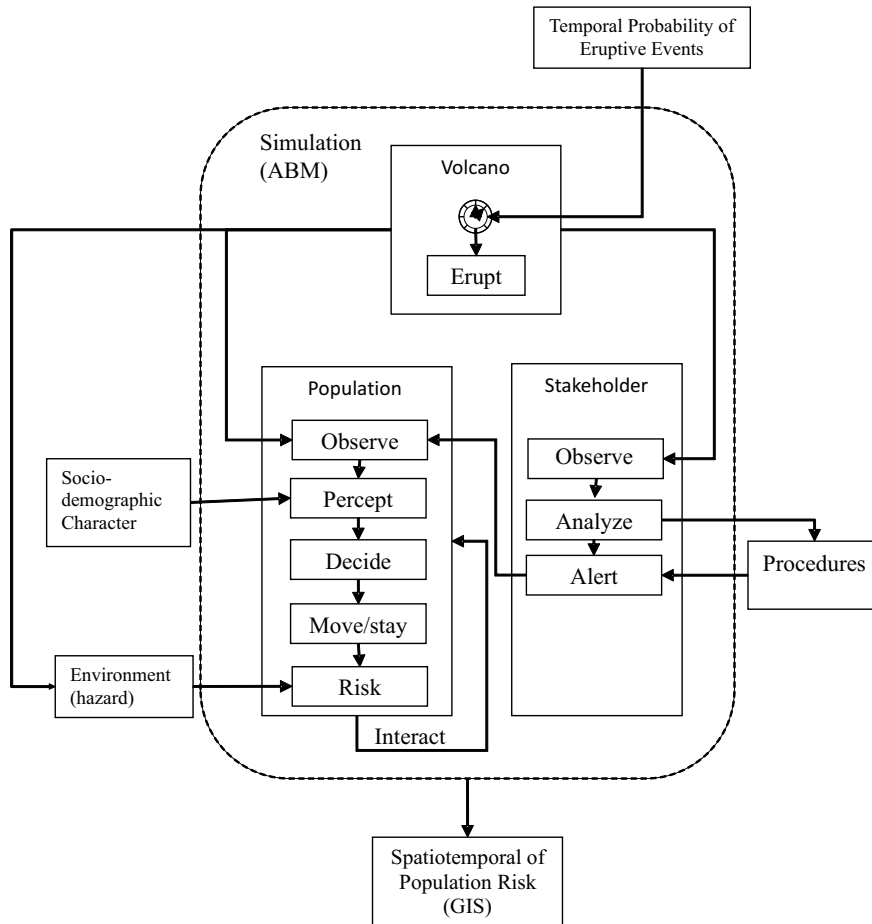 Temporal Probability of
Eruptive Events
Simulation
(ABM)
Volcano
Erupt
Population
Stakeholder
Observe
Observe
Socio-
demographic
Character
Percept
Analyze
Decide
Alert
Procedures
Move/stay
Environment
(hazard)
Risk
Interact
Spatiotemporal of
Population Risk
(GIS)